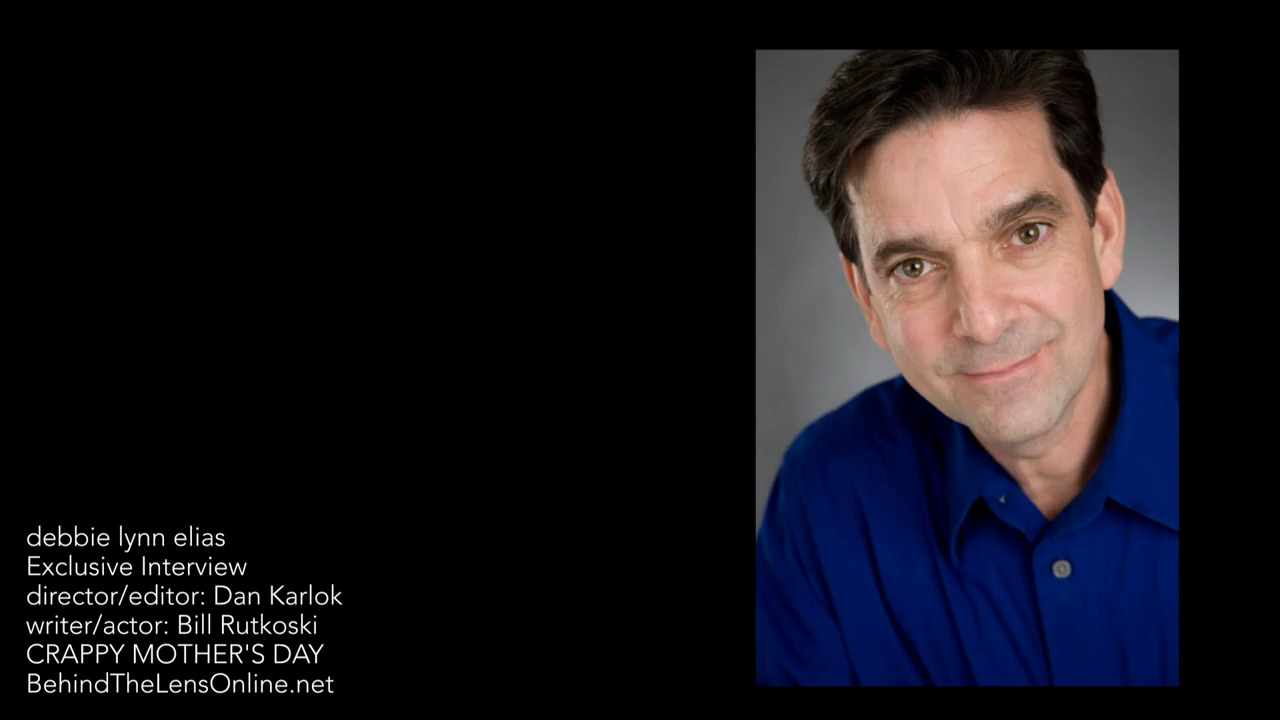 debbie lynn elias
Exclusive Interview
director/editor: Dan Karlok
writer/actor: Bill Rutkoski
CRAPPY MOTHER'S DAY
BehindTheLensOnline.net